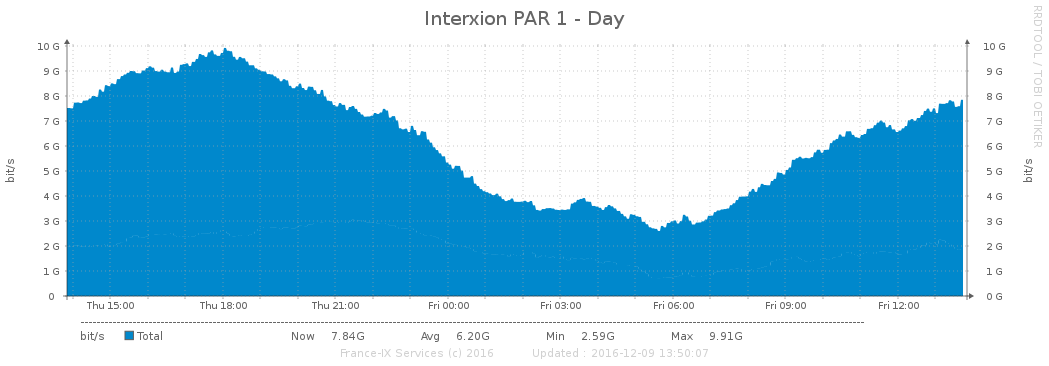 Interxion PAR 1 - Day
RRDTOOL / TOBI OETIKER
bit/s
10 G 10 G
9 G 9 G
8 G 8 G
7 G 7 G
6 G 6 G
5 G 5 G
4 G 4 G
3 G 3 G
2 G 2 G
1 G 1 G
0 0 G
bit/s
Thu 15:00 Thu 18:00 Thu 21:00 Fri 00:00 Fri 03:00 Fri 06:00 Fri 09:00 Fri 12:00
bit/s Total Now 7.84G Avg 6.20G Min 2.59G Max 9.91G
France-IX Services (c) 2016 Updated : 2016-12-09 13:50:07